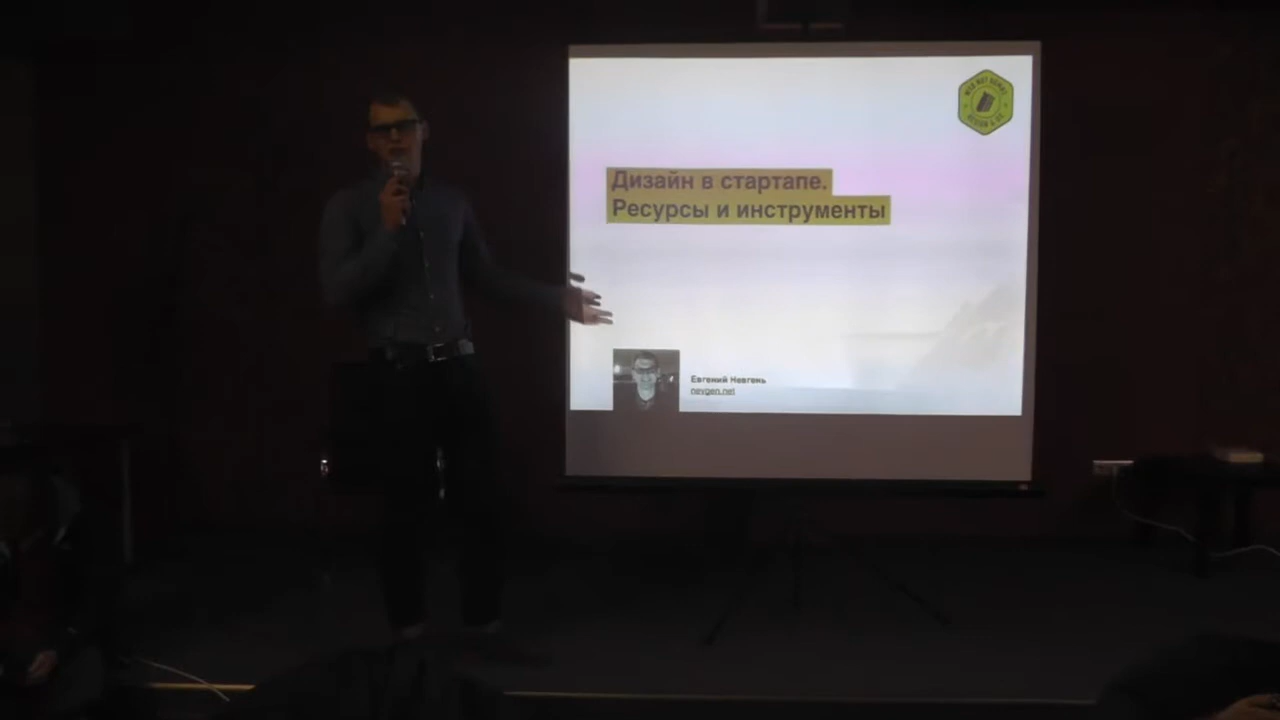 Дизайн в стартапе.
Ресурсы и инструменты
Евгений Невгень
nevgen.net